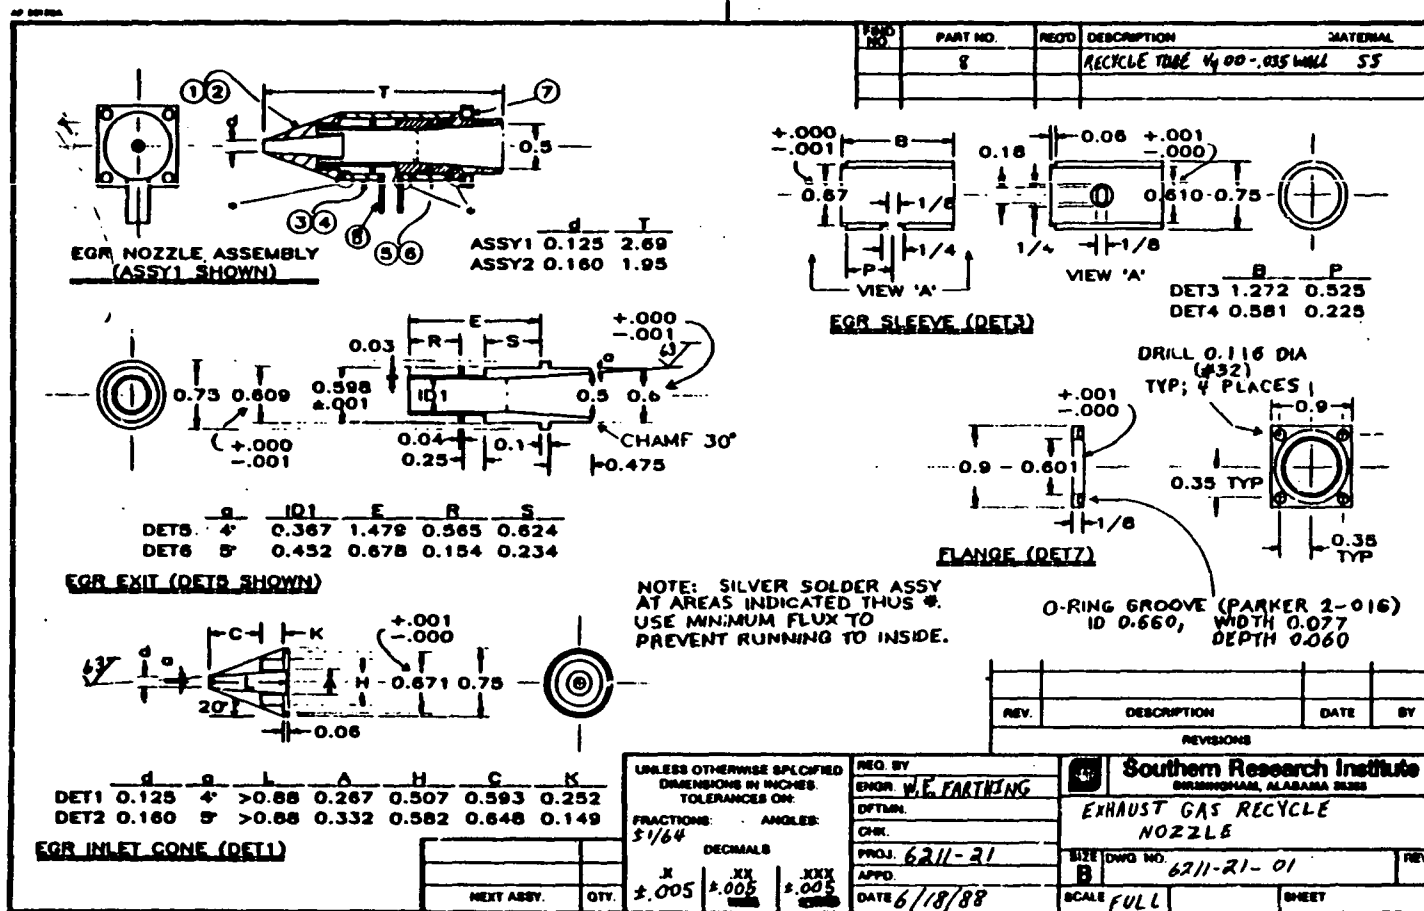 FIND NO. PART NO. REQ'D DESCRIPTION MATERIAL
8 RECYCLE TUBE 1/4 OD-.035 WALL SS
1 2
T
7
d
0.5
3 4
8
5 6
EGR NOZZLE ASSEMBLY
(ASSY1 SHOWN)
d T
ASSY1 0.125 2.69
ASSY2 0.160 1.95
+.000
-.001
B
0.67
1/8
1/4
P
VIEW 'A'
0.06
+.001
-.000
0.18
0.610
0.75
1/4
1/8
VIEW 'A'
B P
DET3 1.272 0.525
DET4 0.581 0.225
EGR SLEEVE (DET3)
E
R S
+.000
-.001
63
0.03
a
0.73 0.609
+.000
-.001
0.598
±.001
ID1
0.5 0.6
0.04
0.25
0.1
CHAMF 30°
0.475
a ID1 E R S
DET5 4° 0.367 1.479 0.565 0.624
DET6 5° 0.452 0.678 0.154 0.234
EGR EXIT (DET5 SHOWN)
DRILL 0.116 DIA
(#32)
TYP; 4 PLACES
+.001
-.000
0.9
0.9 - 0.601
0.35 TYP
1/8
0.35
TYP
FLANGE (DET7)
O-RING GROOVE (PARKER 2-016)
ID 0.660, WIDTH 0.077
DEPTH 0.060
NOTE: SILVER SOLDER ASSY
AT AREAS INDICATED THUS *.
USE MINIMUM FLUX TO
PREVENT RUNNING TO INSIDE.
C K
+.001
-.000
63
d a
L A H 0.671 0.75
20°
0.06
d a L A H C K
DET1 0.125 4° >0.88 0.267 0.507 0.593 0.252
DET2 0.160 5° >0.88 0.332 0.582 0.648 0.149
EGR INLET CONE (DET1)
NEXT ASSY. QTY.
UNLESS OTHERWISE SPECIFIED
DIMENSIONS IN INCHES.
TOLERANCES ON:
FRACTIONS: ANGLES:
±1/64
DECIMALS
.X .XX .XXX
±.005 ±.005 ±.005
REQ. BY
ENGR. W.E. FARTHING
DFTMN.
CHK.
PROJ. 6211-21
APPD.
DATE 6/18/88
REV. DESCRIPTION DATE BY
REVISIONS
Southern Research Institute
BIRMINGHAM, ALABAMA
EXHAUST GAS RECYCLE
NOZZLE
SIZE B DWG NO. 6211-21-01 REV
SCALE FULL SHEET